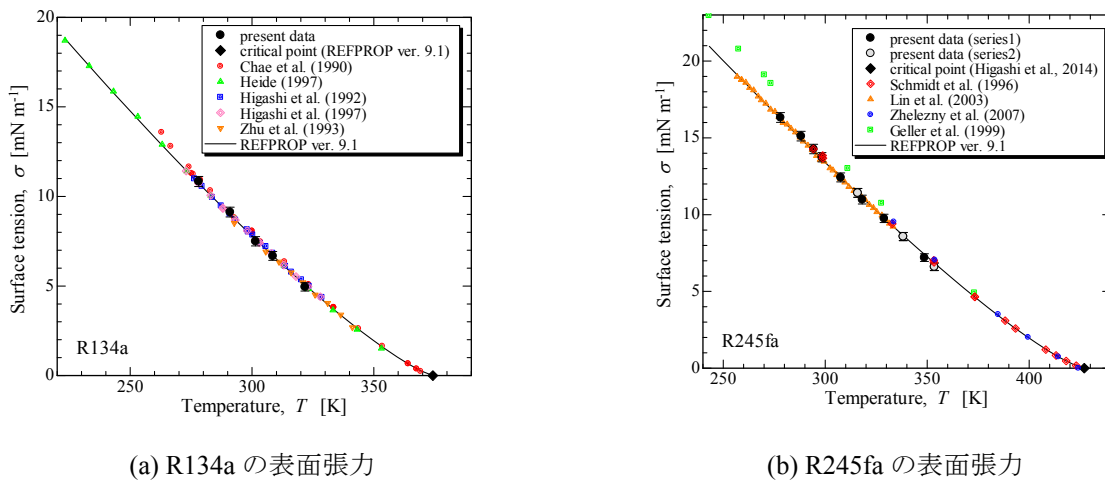 20
15
10
5
0
250
300
350
Surface tension, σ [mN m⁻¹]
Temperature, T [K]
present data
critical point (REFPROP ver. 9.1)
Chae et al. (1990)
Heide (1997)
Higashi et al. (1992)
Higashi et al. (1997)
Zhu et al. (1993)
REFPROP ver. 9.1
R134a
(a) R134a の表面張力
20
15
10
5
0
250
300
350
400
Surface tension, σ [mN m⁻¹]
Temperature, T [K]
present data (series1)
present data (series2)
critical point (Higashi et al., 2014)
Schmidt et al. (1996)
Lin et al. (2003)
Zhelezny et al. (2007)
Geller et al. (1999)
REFPROP ver. 9.1
R245fa
(b) R245fa の表面張力